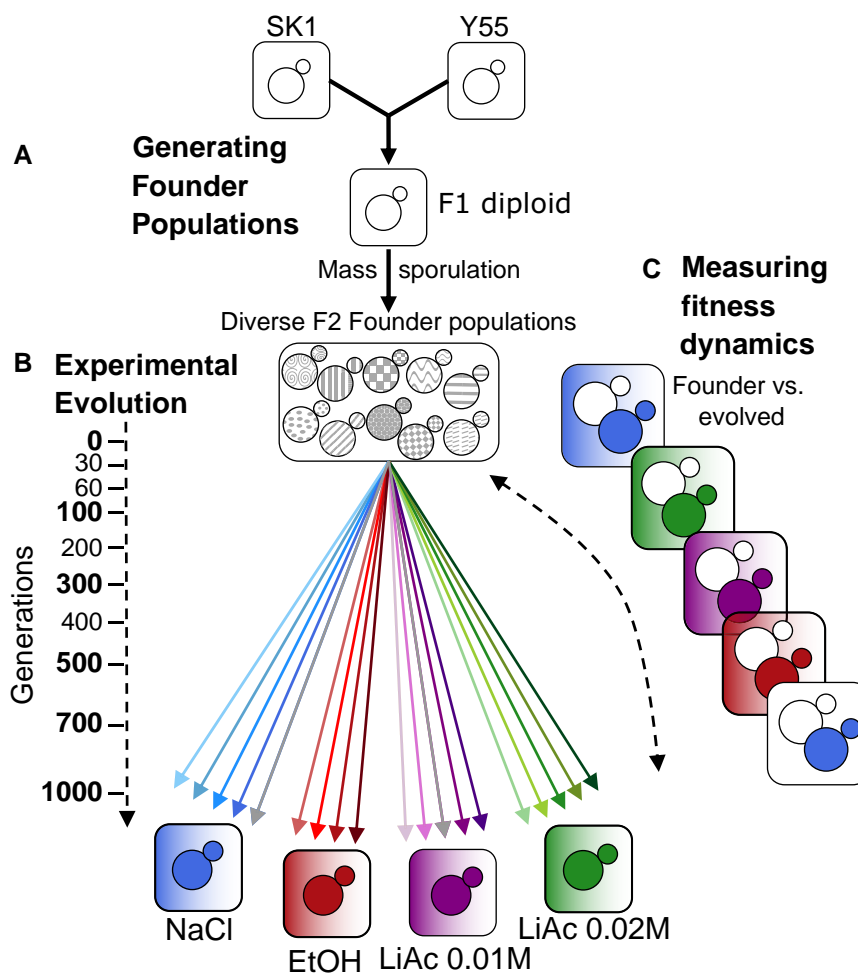 SK1
Y55
A
Generating
Founder
Populations
F1 diploid
Mass sporulation
Diverse F2 Founder populations
C
Measuring
fitness
dynamics
Founder vs.
evolved
B
Experimental
Evolution
Generations
0
30
60
100
200
300
400
500
700
1000
NaCl
EtOH
LiAc 0.01M
LiAc 0.02M